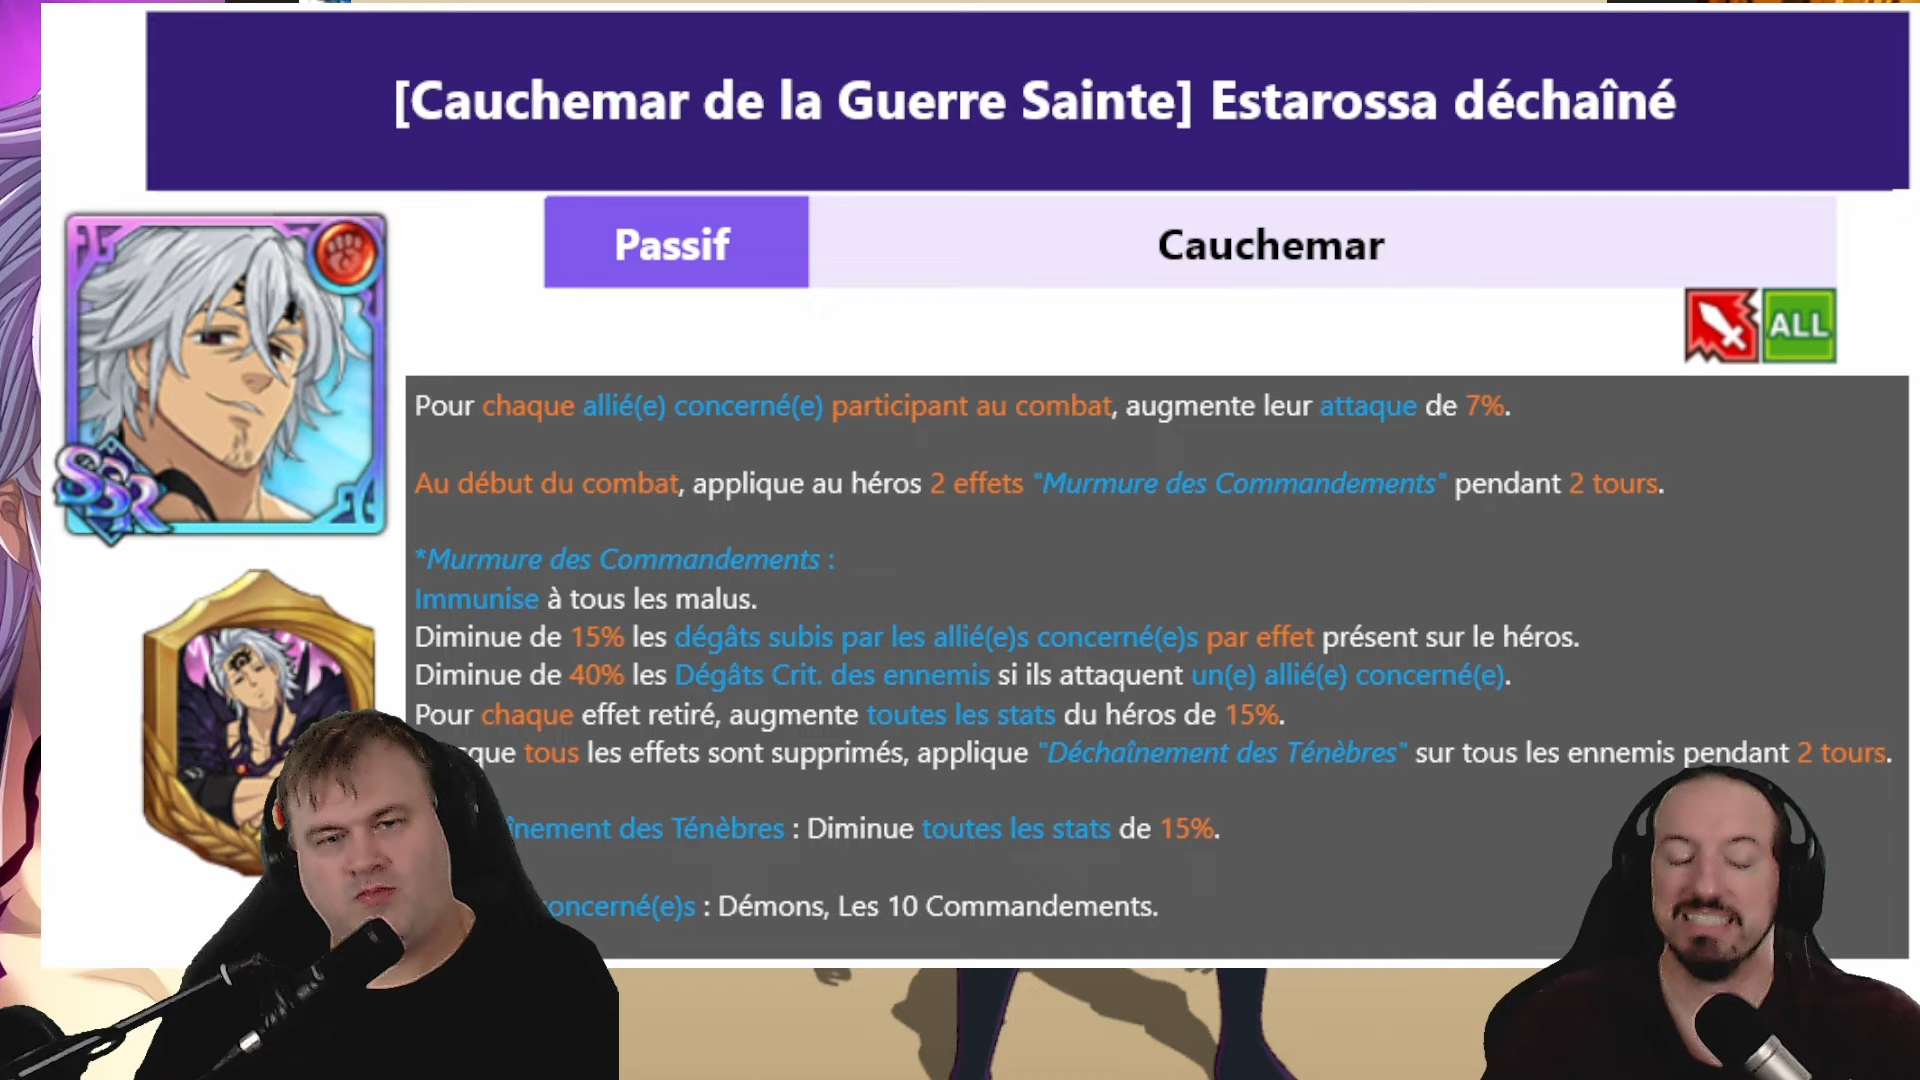 [Cauchemar de la Guerre Sainte] Estarossa déchaîné
Passif
Cauchemar
ALL
SSR
Pour chaque allié(e) concerné(e) participant au combat, augmente leur attaque de 7%.
Au début du combat, applique au héros 2 effets "Murmure des Commandements" pendant 2 tours.
*Murmure des Commandements :
Immunise à tous les malus.
Diminue de 15% les dégâts subis par les allié(e)s concerné(e)s par effet présent sur le héros.
Diminue de 40% les Dégâts Crit. des ennemis si ils attaquent un(e) allié(e) concerné(e).
Pour chaque effet retiré, augmente toutes les stats du héros de 15%.
que tous les effets sont supprimés, applique "Déchaînement des Ténèbres" sur tous les ennemis pendant 2 tours.
înement des Ténèbres : Diminue toutes les stats de 15%.
concerné(e)s : Démons, Les 10 Commandements.